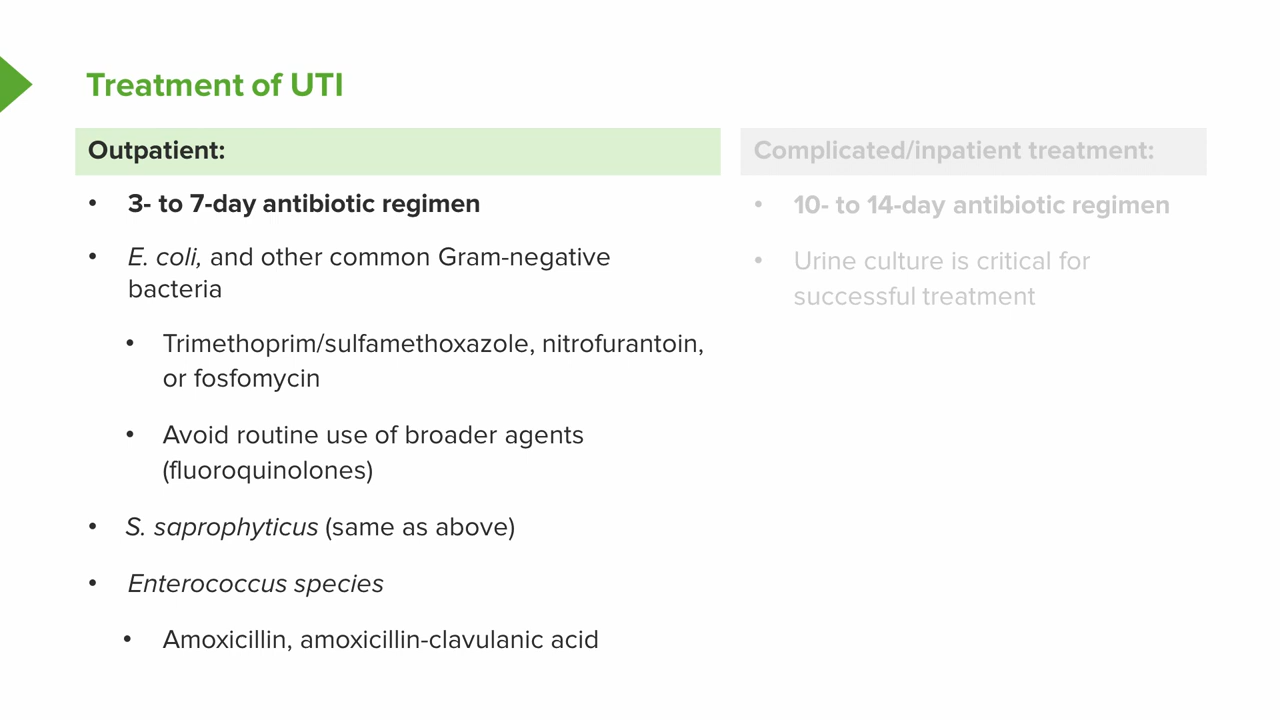 Treatment of UTI
Outpatient:
• 3- to 7-day antibiotic regimen
• E. coli, and other common Gram-negative
bacteria
• Trimethoprim/sulfamethoxazole, nitrofurantoin,
or fosfomycin
• Avoid routine use of broader agents
(fluoroquinolones)
• S. saprophyticus (same as above)
• Enterococcus species
• Amoxicillin, amoxicillin-clavulanic acid
Complicated/inpatient treatment:
• 10- to 14-day antibiotic regimen
• Urine culture is critical for
successful treatment